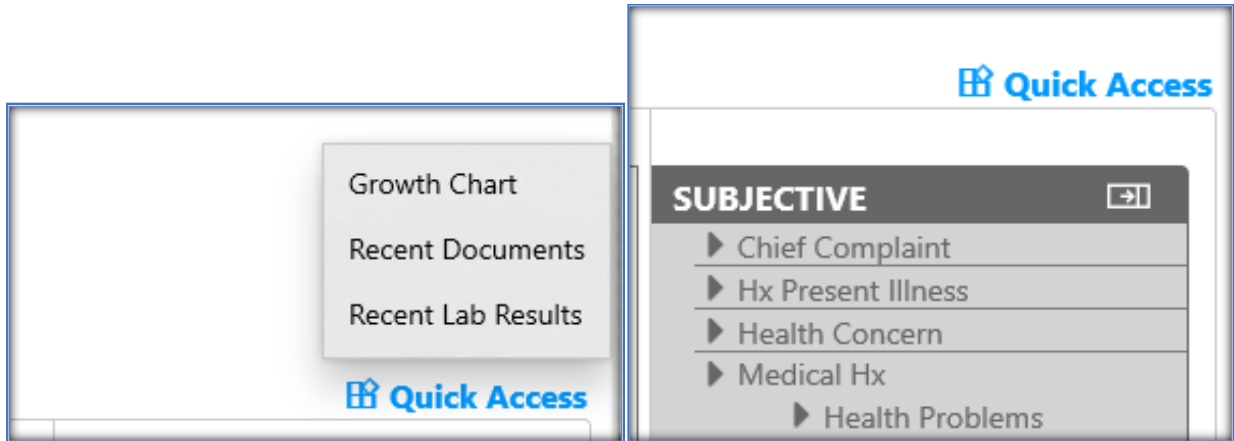 Growth Chart
Recent Documents
Recent Lab Results
Quick Access
Quick Access
SUBJECTIVE
Chief Complaint
Hx Present Illness
Health Concern
Medical Hx
Health Problems